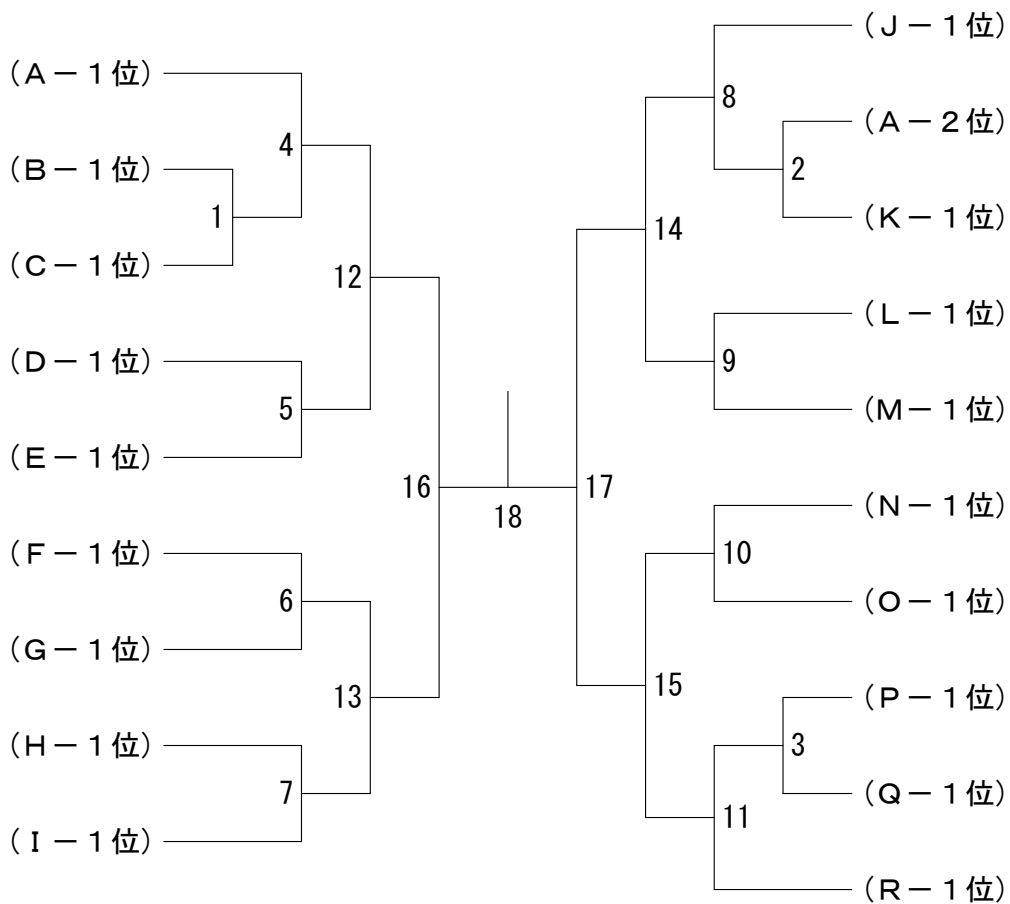 （Ａ－１位）
（Ｂ－１位）
（Ｃ－１位）
（Ｄ－１位）
（Ｅ－１位）
（Ｆ－１位）
（Ｇ－１位）
（Ｈ－１位）
（Ｉ－１位）
4
1
12
5
16
6
13
7
18
17
14
8
2
9
10
15
3
11
（Ｊ－１位）
（Ａ－２位）
（Ｋ－１位）
（Ｌ－１位）
（Ｍ－１位）
（Ｎ－１位）
（Ｏ－１位）
（Ｐ－１位）
（Ｑ－１位）
（Ｒ－１位）